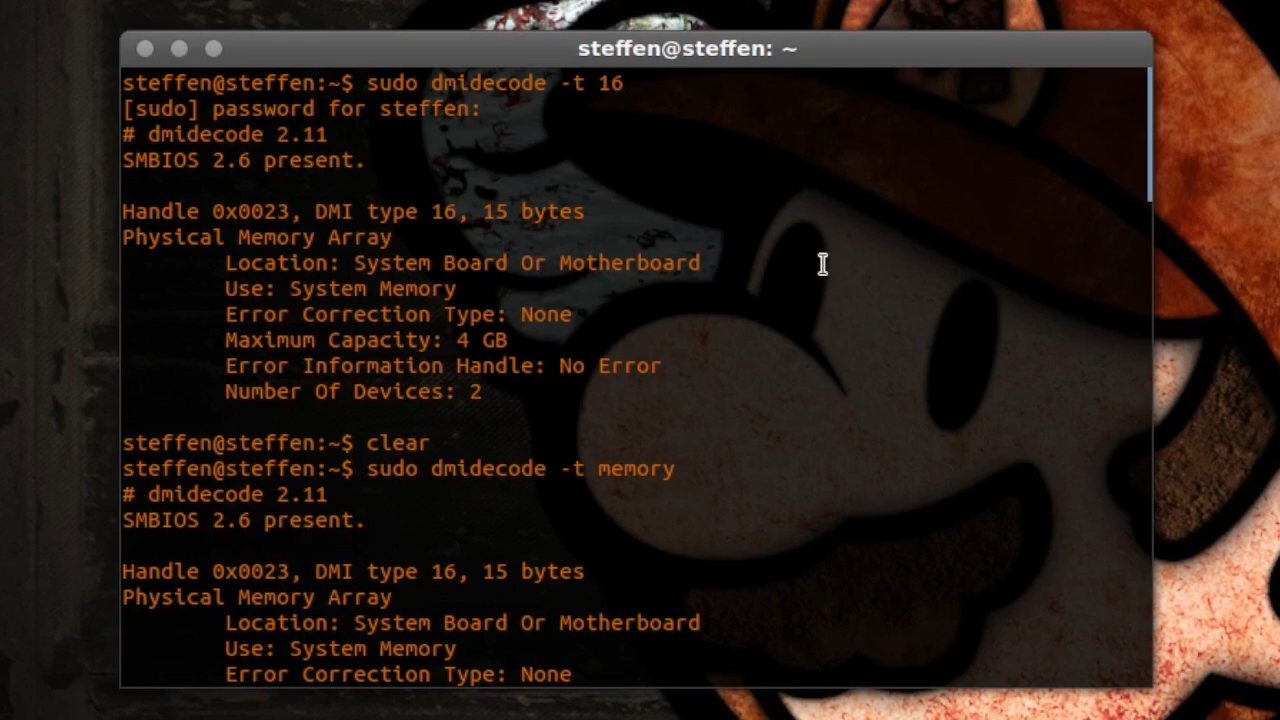 steffen@steffen: ~
steffen@steffen:~$ sudo dmidecode -t 16
[sudo] password for steffen:
# dmidecode 2.11
SMBIOS 2.6 present.
Handle 0x0023, DMI type 16, 15 bytes
Physical Memory Array
Location: System Board Or Motherboard
Use: System Memory
Error Correction Type: None
Maximum Capacity: 4 GB
Error Information Handle: No Error
Number Of Devices: 2
steffen@steffen:~$ clear
steffen@steffen:~$ sudo dmidecode -t memory
# dmidecode 2.11
SMBIOS 2.6 present.
Handle 0x0023, DMI type 16, 15 bytes
Physical Memory Array
Location: System Board Or Motherboard
Use: System Memory
Error Correction Type: None